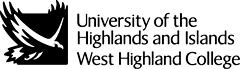 University of the
Highlands and Islands
West Highland College